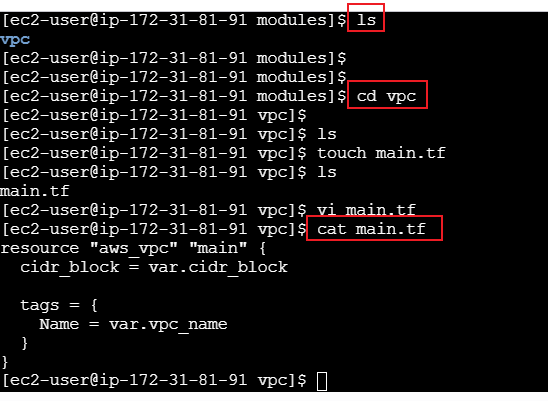 [ec2-user@ip-172-31-81-91 modules]$ ls
vpc
[ec2-user@ip-172-31-81-91 modules]$
[ec2-user@ip-172-31-81-91 modules]$
[ec2-user@ip-172-31-81-91 modules]$ cd vpc
[ec2-user@ip-172-31-81-91 vpc]$
[ec2-user@ip-172-31-81-91 vpc]$ ls
[ec2-user@ip-172-31-81-91 vpc]$ touch main.tf
[ec2-user@ip-172-31-81-91 vpc]$ ls
main.tf
[ec2-user@ip-172-31-81-91 vpc]$ vi main.tf
[ec2-user@ip-172-31-81-91 vpc]$ cat main.tf
resource "aws_vpc" "main" {
  cidr_block = var.cidr_block

  tags = {
    Name = var.vpc_name
  }
}
[ec2-user@ip-172-31-81-91 vpc]$